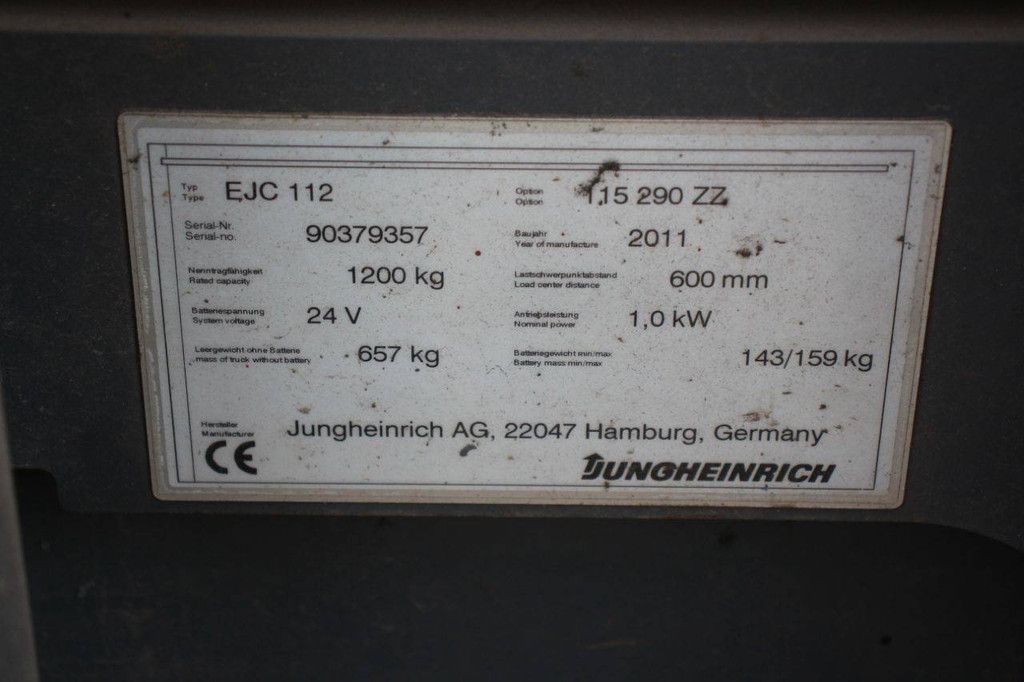 Typ EJC 112 Option 115 290 ZZ
Type Option
Serial-Nr. 90379357 Baujahr 2011
Serial-no. Year of manufacture
Nenntragfähigkeit 1200 kg Lastschwerpunktabstand 600 mm
Rated capacity Load center distance
Batteriespannung 24 V Antriebsleistung 1,0 kW
System voltage Nominal power
Leergewicht ohne Batterie 657 kg Batteriegewicht min/max 143/159 kg
mass of truck without battery Battery mass min/max
Hersteller Jungheinrich AG, 22047 Hamburg, Germany
Manufacturer
CE JUNGHEINRICH